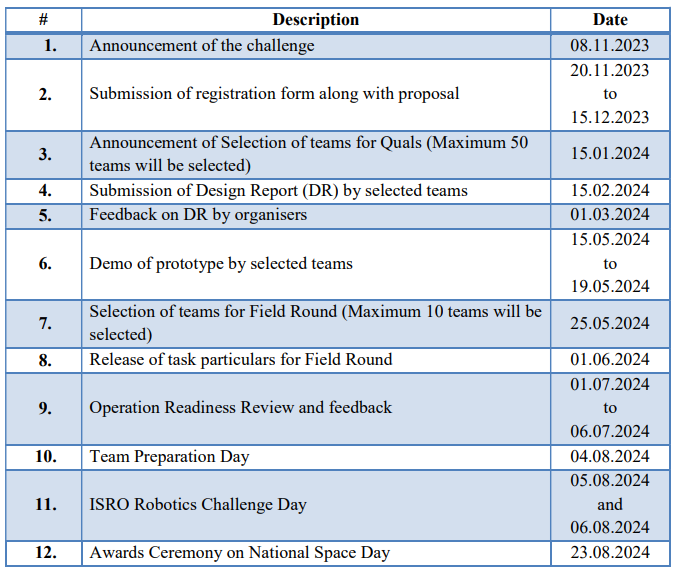 # Description Date
1. Announcement of the challenge 08.11.2023
2. Submission of registration form along with proposal 20.11.2023
to
15.12.2023
3. Announcement of Selection of teams for Quals (Maximum 50
teams will be selected) 15.01.2024
4. Submission of Design Report (DR) by selected teams 15.02.2024
5. Feedback on DR by organisers 01.03.2024
6. Demo of prototype by selected teams 15.05.2024
to
19.05.2024
7. Selection of teams for Field Round (Maximum 10 teams will be
selected) 25.05.2024
8. Release of task particulars for Field Round 01.06.2024
9. Operation Readiness Review and feedback 01.07.2024
to
06.07.2024
10. Team Preparation Day 04.08.2024
11. ISRO Robotics Challenge Day 05.08.2024
and
06.08.2024
12. Awards Ceremony on National Space Day 23.08.2024